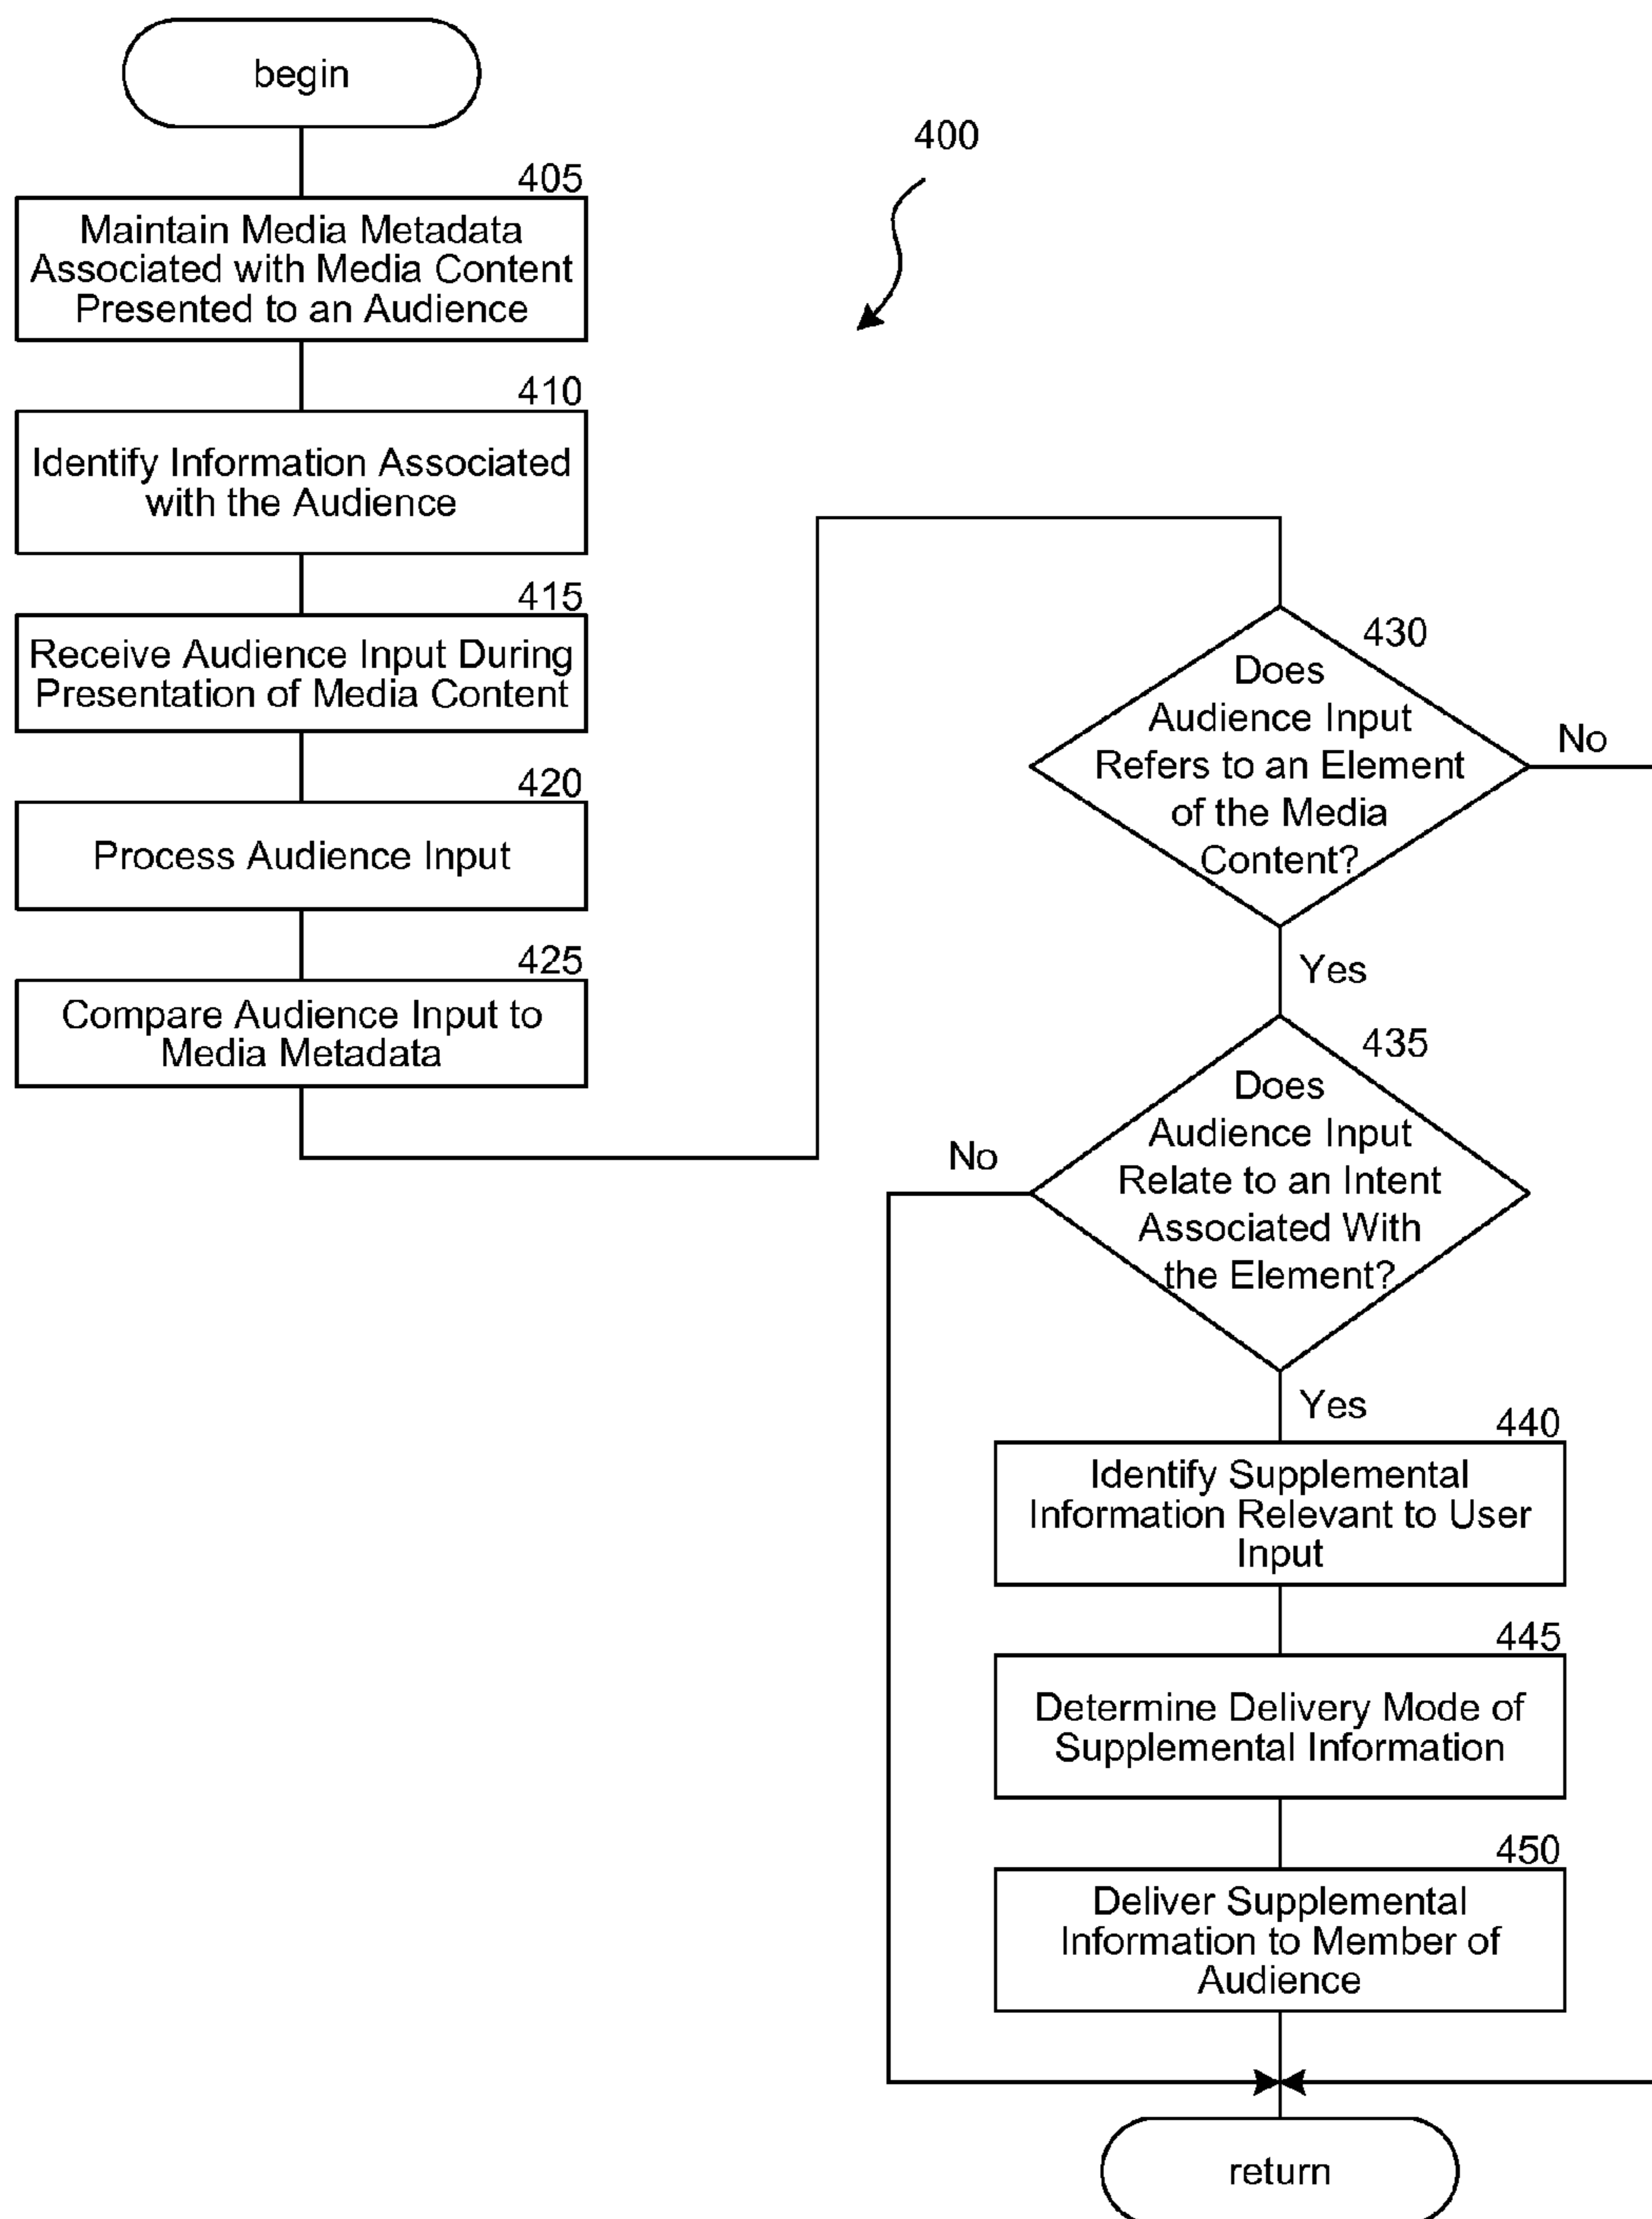 begin
400
405
Maintain Media Metadata
Associated with Media Content
Presented to an Audience
410
Identify Information Associated
with the Audience
415
Receive Audience Input During
Presentation of Media Content
420
Process Audience Input
425
Compare Audience Input to
Media Metadata
430
Does
Audience Input
Refers to an Element
of the Media
Content?
No
Yes
435
Does
Audience Input
Relate to an Intent
Associated With
the Element?
No
Yes
440
Identify Supplemental
Information Relevant to User
Input
445
Determine Delivery Mode of
Supplemental Information
450
Deliver Supplemental
Information to Member of
Audience
return